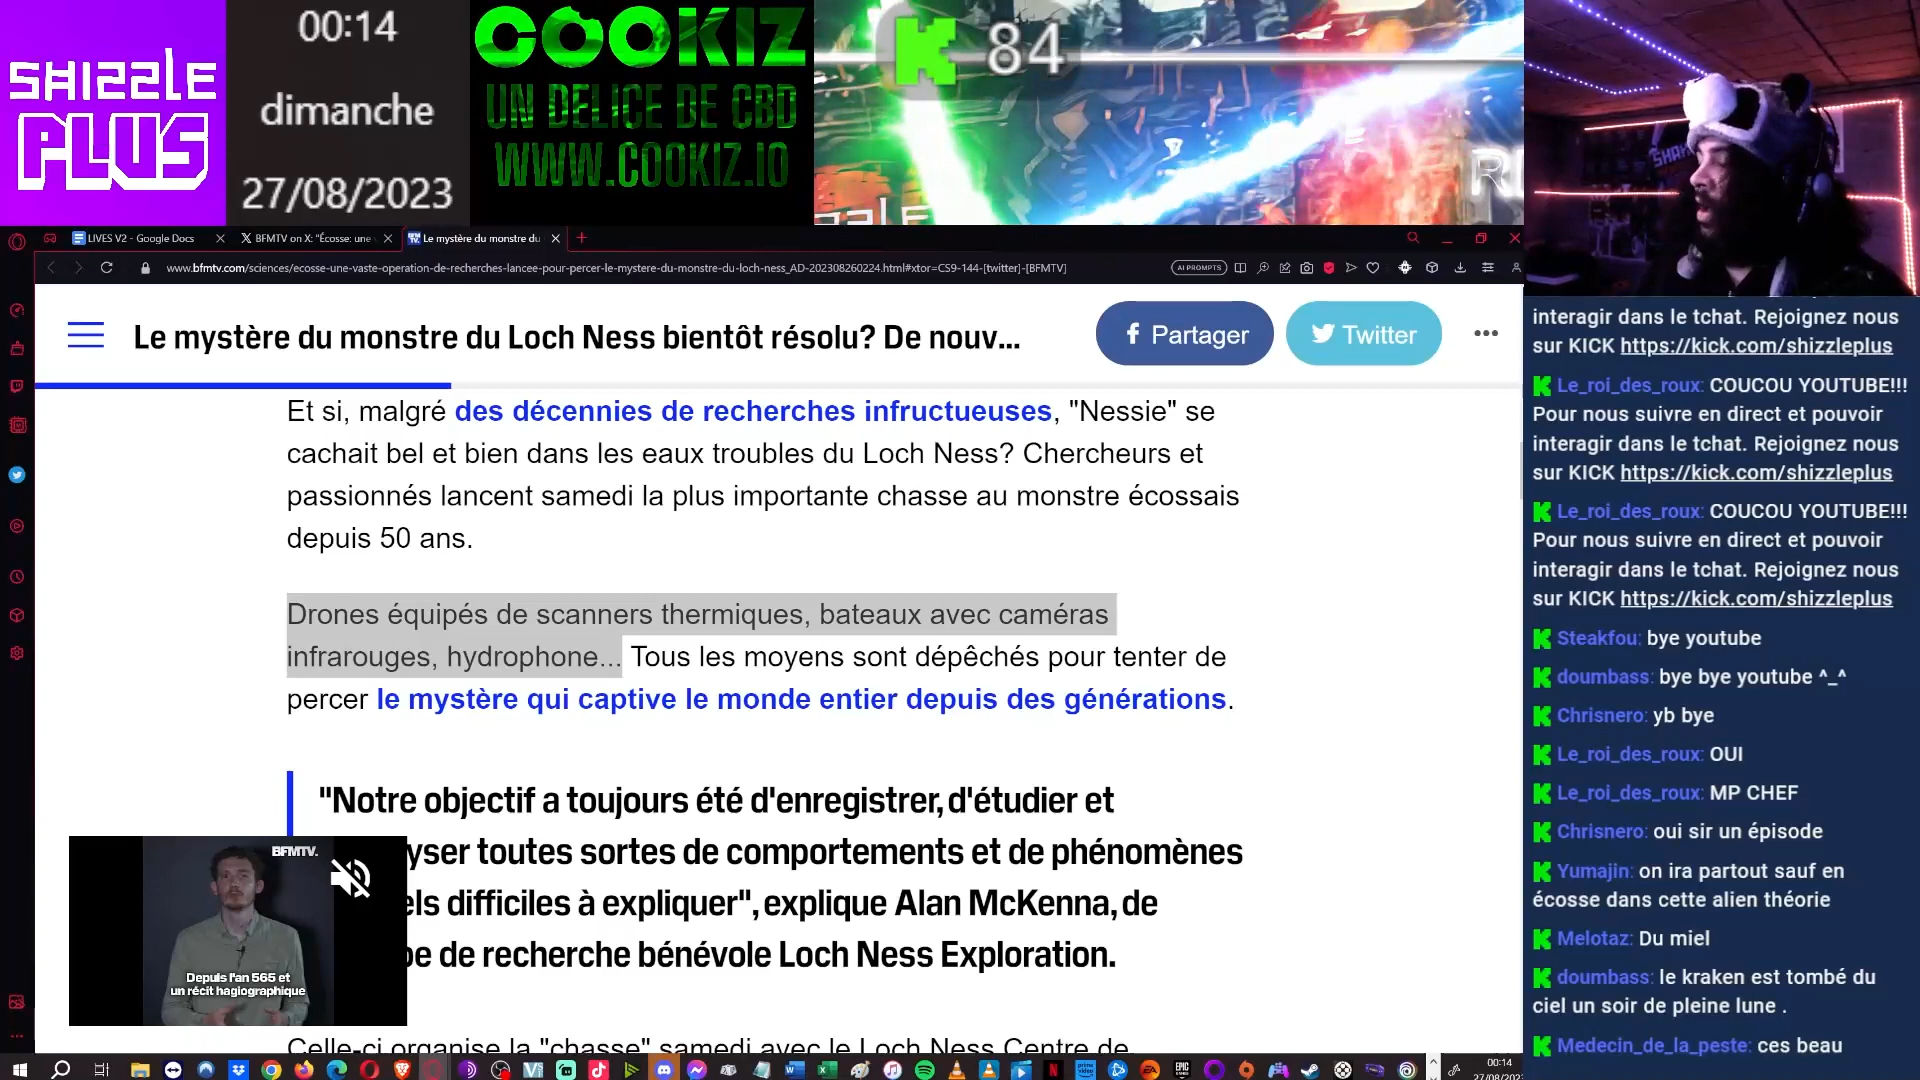 SHIZZLE
PLUS
00:14
dimanche
27/08/2023
COOKIZ
UN DELICE DE CBD
WWW.COOKIZ.IO
84
LIVES V2 - Google Docs
BFMTV on X: "Écosse: une
Le mystère du monstre du
www.bfmtv.com/sciences/ecosse-une-vaste-operation-de-recherches-lancee-pour-percer-le-mystere-du-monstre-du-loch-ness_AD-202308260224.html#xtor=CS9-144-[twitter]-[BFMTV]
AI PROMPTS
Le mystère du monstre du Loch Ness bientôt résolu? De nouv...
Partager
Twitter
Et si, malgré des décennies de recherches infructueuses, "Nessie" se
cachait bel et bien dans les eaux troubles du Loch Ness? Chercheurs et
passionnés lancent samedi la plus importante chasse au monstre écossais
depuis 50 ans.
Drones équipés de scanners thermiques, bateaux avec caméras
infrarouges, hydrophone... Tous les moyens sont dépêchés pour tenter de
percer le mystère qui captive le monde entier depuis des générations.
"Notre objectif a toujours été d'enregistrer, d'étudier et
yser toutes sortes de comportements et de phénomènes
els difficiles à expliquer", explique Alan McKenna, de
pe de recherche bénévole Loch Ness Exploration.
Celle-ci organise la "chasse" samedi avec le Loch Ness Centre de
BFMTV.
Depuis l'an 565 et
un récit hagiographique
interagir dans le tchat. Rejoignez nous
sur KICK https://kick.com/shizzleplus
Le_roi_des_roux: COUCOU YOUTUBE!!!
Pour nous suivre en direct et pouvoir
interagir dans le tchat. Rejoignez nous
sur KICK https://kick.com/shizzleplus
Le_roi_des_roux: COUCOU YOUTUBE!!!
Pour nous suivre en direct et pouvoir
interagir dans le tchat. Rejoignez nous
sur KICK https://kick.com/shizzleplus
Steakfou: bye youtube
doumbass: bye bye youtube ^_^
Chrisnero: yb bye
Le_roi_des_roux: OUI
Le_roi_des_roux: MP CHEF
Chrisnero: oui sir un épisode
Yumajin: on ira partout sauf en
écosse dans cette alien théorie
Melotaz: Du miel
doumbass: le kraken est tombé du
ciel un soir de pleine lune .
Medecin_de_la_peste: ces beau
00:14
27/08/2023